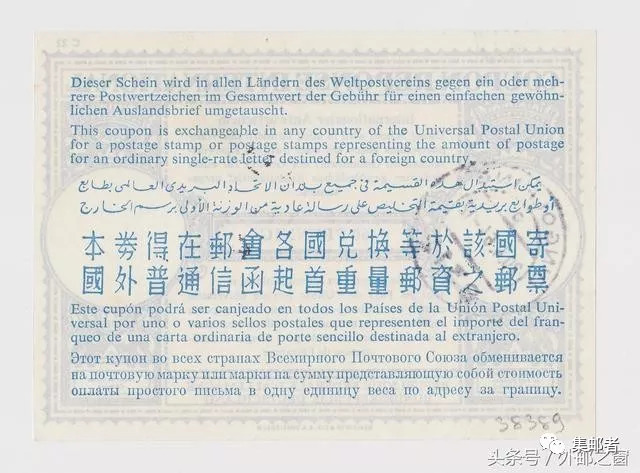 C 22
Dieser Schein wird in allen Ländern des Weltpostvereins gegen ein oder meh-
rere Postwertzeichen im Gesamtwert der Gebühr für einen einfachen gewöhn-
lichen Auslandsbrief umgetauscht.
This coupon is exchangeable in any country of the Universal Postal Union
for a postage stamp or postage stamps representing the amount of postage
for an ordinary single-rate letter destined for a foreign country.
يمكن استبدال هذه القسيمة في جميع بلدان الاتحاد البريدي العالمي بطابع
أو طوابع بريدية بقيمة التخليص على رسالة عادية من الوزنة الأولى برسم الخارج
本券得在郵會各國兌換等於該國寄
國外普通信函起首重量郵資之郵票
Este cupón podrá ser canjeado en todos los Países de la Unión Postal Uni-
versal por uno o varios sellos postales que representen el importe del fran-
queo de una carta ordinaria de porte sencillo destinada al extranjero.
Этот купон во всех странах Всемирного Почтового Союза обменивается
на почтовую марку или марки на сумму представляющую собой стоимость
оплаты простого письма в одну единицу веса по адресу за границу.
38389
集邮者
头条号/外邮之窗